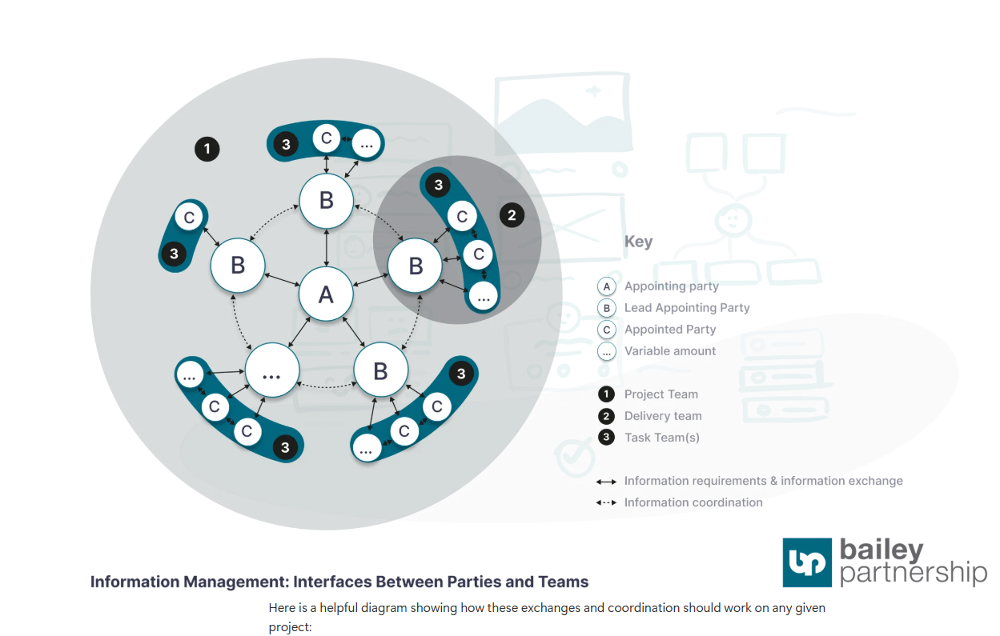 1
3
C
...
B
3
C
2
C
3
B
B
C
A
...
...
B
3
...
C
C
C
C
3
...
Key
A Appointing party
B Lead Appointing Party
C Appointed Party
... Variable amount
1 Project Team
2 Delivery team
3 Task Team(s)
Information requirements & information exchange
Information coordination
bp bailey
partnership
Information Management: Interfaces Between Parties and Teams
Here is a helpful diagram showing how these exchanges and coordination should work on any given
project: